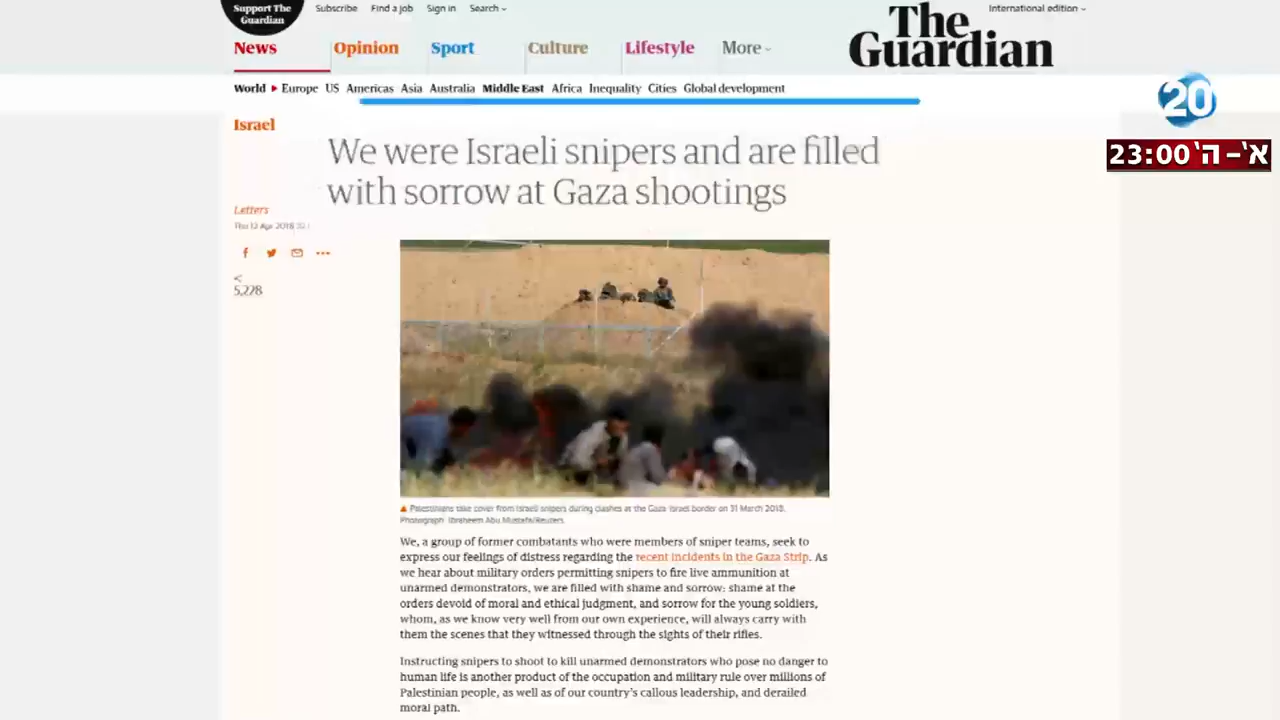 Support The
Guardian
Subscribe Find a job Sign in Search
International edition
The
Guardian
News Opinion Sport Culture Lifestyle More
World Europe US Americas Asia Australia Middle East Africa Inequality Cities Global development
20
א'-ה' 23:00
Israel
We were Israeli snipers and are filled
with sorrow at Gaza shootings
Letters
Thu 12 Apr 2018
5,228
Palestinians take cover from Israeli snipers during clashes at the Gaza-Israel border on 31 March 2018.
Photograph: Ibraheem Abu Mustafa/Reuters
We, a group of former combatants who were members of sniper teams, seek to
express our feelings of distress regarding the recent incidents in the Gaza Strip. As
we hear about military orders permitting snipers to fire live ammunition at
unarmed demonstrators, we are filled with shame and sorrow: shame at the
orders devoid of moral and ethical judgment, and sorrow for the young soldiers,
whom, as we know very well from our own experience, will always carry with
them the scenes that they witnessed through the sights of their rifles.
Instructing snipers to shoot to kill unarmed demonstrators who pose no danger to
human life is another product of the occupation and military rule over millions of
Palestinian people, as well as of our country's callous leadership, and derailed
moral path.